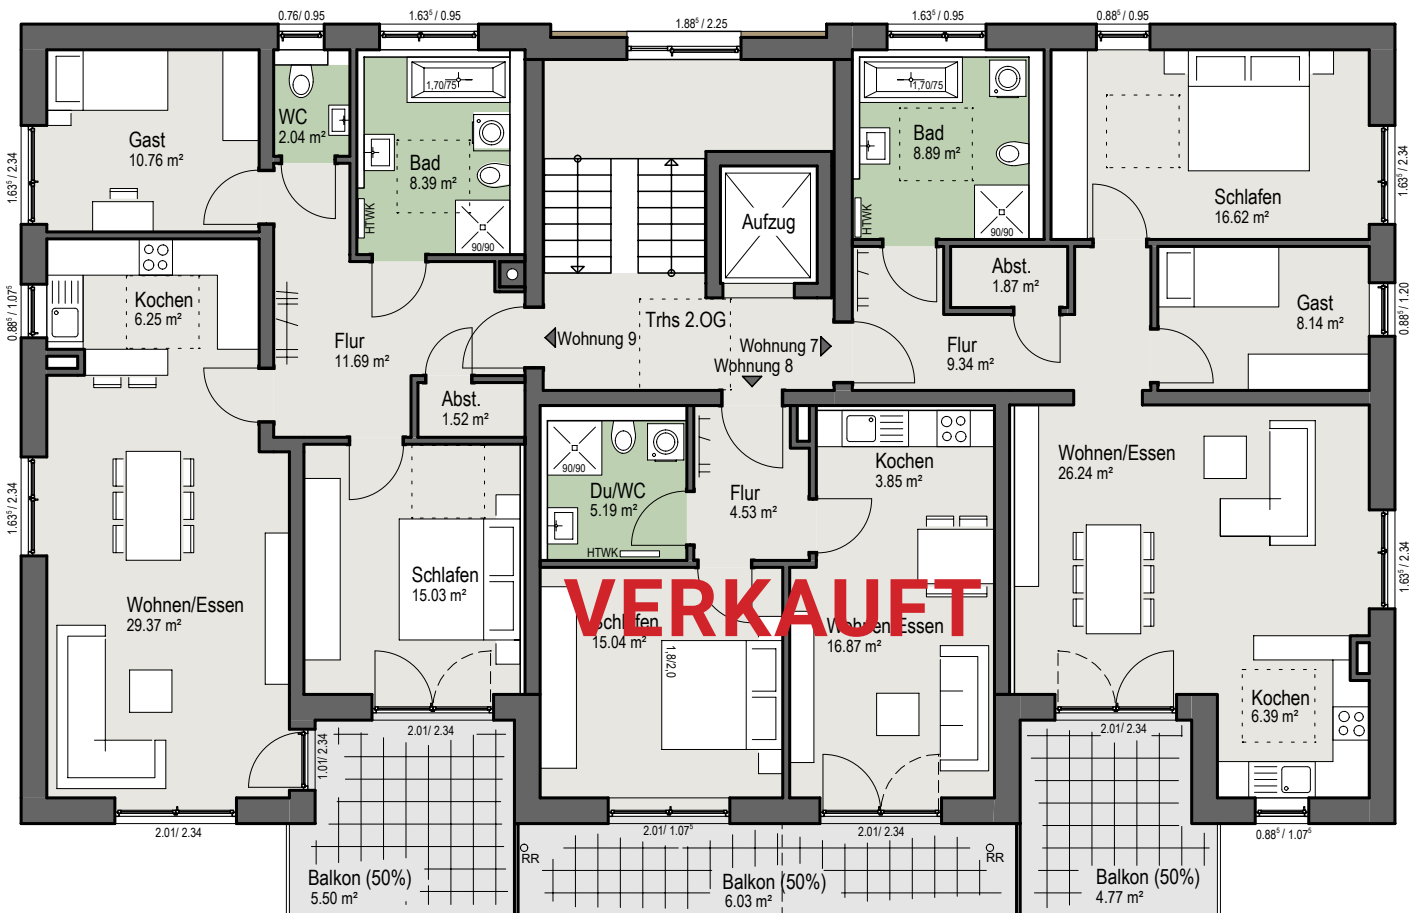 0.76 / 0.95
1.63⁵ / 0.95
1.88⁵ / 2.25
1.63⁵ / 0.95
0.88⁵ / 0.95
1,70/75
1,70/75
WC
2.04 m²
Gast
10.76 m²
Bad
8.39 m²
Bad
8.89 m²
1.63⁵ / 2.34
1.63⁵ / 2.34
Schlafen
16.62 m²
HTWK
90/90
Aufzug
HTWK
90/90
Kochen
6.25 m²
0.88⁵ / 1.07⁵
Abst.
1.87 m²
Gast
8.14 m²
0.88⁵ / 1.20
Trhs 2.OG
Flur
11.69 m²
Wohnung 9
Wohnung 7
Wohnung 8
Flur
9.34 m²
Abst.
1.52 m²
Wohnen/Essen
26.24 m²
Kochen
3.85 m²
90/90
Du/WC
5.19 m²
Flur
4.53 m²
1.63⁵ / 2.34
HTWK
1.63⁵ / 2.34
Schlafen
15.03 m²
VERKAUFT
Wohnen/Essen
29.37 m²
Schlafen
15.04 m²
1.8/2.0
Wohnen/Essen
16.87 m²
Kochen
6.39 m²
2.01/ 2.34
2.01/ 2.34
1.01/ 2.34
2.01/ 2.34
2.01/ 1.07⁵
2.01/ 2.34
0.88⁵ / 1.07⁵
RR
RR
Balkon (50%)
5.50 m²
Balkon (50%)
6.03 m²
Balkon (50%)
4.77 m²